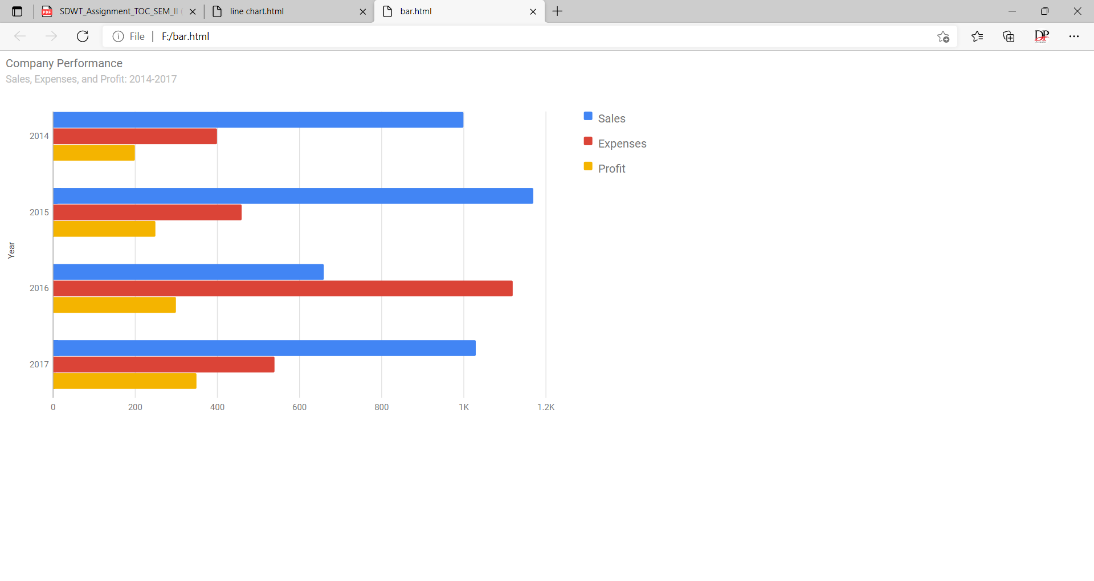 SDWT_Assignment_TOC_SEM_II
line chart.html
bar.html
File
F:/bar.html
DP
Company Performance
Sales, Expenses, and Profit: 2014-2017
Sales
Expenses
Profit
2014
2015
2016
2017
Year
0 200 400 600 800 1K 1.2K